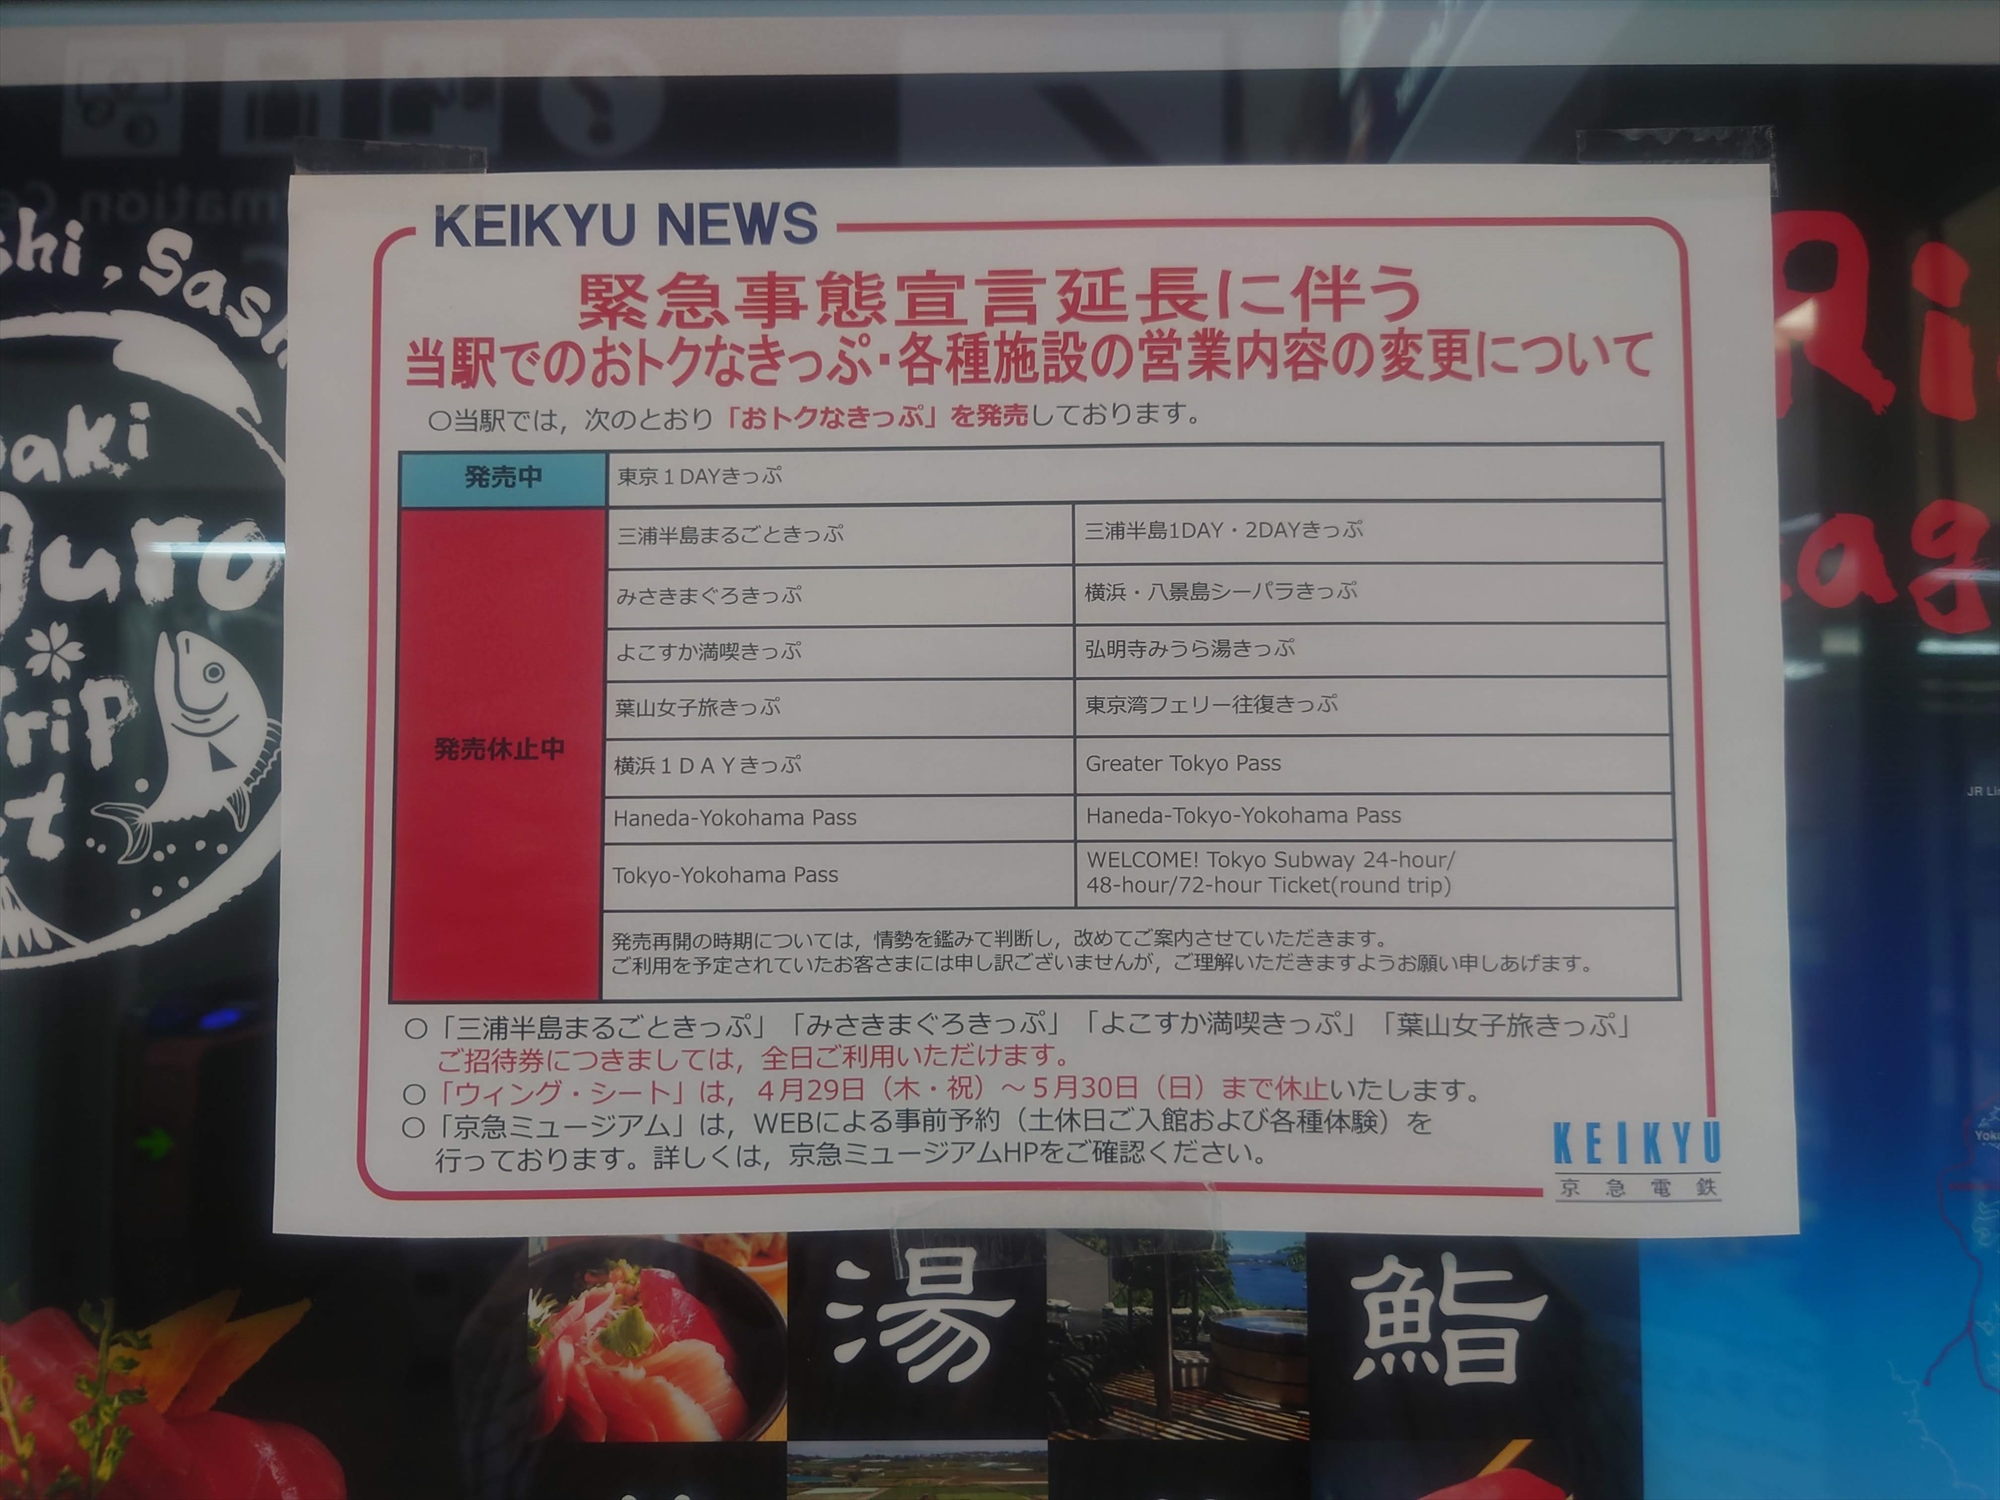 KEIKYU NEWS
緊急事態宣言延長に伴う
当駅でのおトクなきっぷ・各種施設の営業内容の変更について
○当駅では，次のとおり「おトクなきっぷ」を発売しております。
発売中
東京１DAYきっぷ
発売休止中
三浦半島まるごときっぷ
三浦半島1DAY・2DAYきっぷ
みさきまぐろきっぷ
横浜・八景島シーパラきっぷ
よこすか満喫きっぷ
弘明寺みうら湯きっぷ
葉山女子旅きっぷ
東京湾フェリー往復きっぷ
横浜１ＤＡＹきっぷ
Greater Tokyo Pass
Haneda-Yokohama Pass
Haneda-Tokyo-Yokohama Pass
Tokyo-Yokohama Pass
WELCOME! Tokyo Subway 24-hour/
48-hour/72-hour Ticket(round trip)
発売再開の時期については，情勢を鑑みて判断し，改めてご案内させていただきます。
ご利用を予定されていたお客さまには申し訳ございませんが，ご理解いただきますようお願い申しあげます。
○「三浦半島まるごときっぷ」「みさきまぐろきっぷ」「よこすか満喫きっぷ」「葉山女子旅きっぷ」
ご招待券につきましては，全日ご利用いただけます。
○「ウィング・シート」は，４月29日（木・祝）～５月30日（日）まで休止いたします。
○「京急ミュージアム」は，WEBによる事前予約（土休日ご入館および各種体験）を
行っております。詳しくは，京急ミュージアムHPをご確認ください。
KEIKYU
京急電鉄
湯
鮨